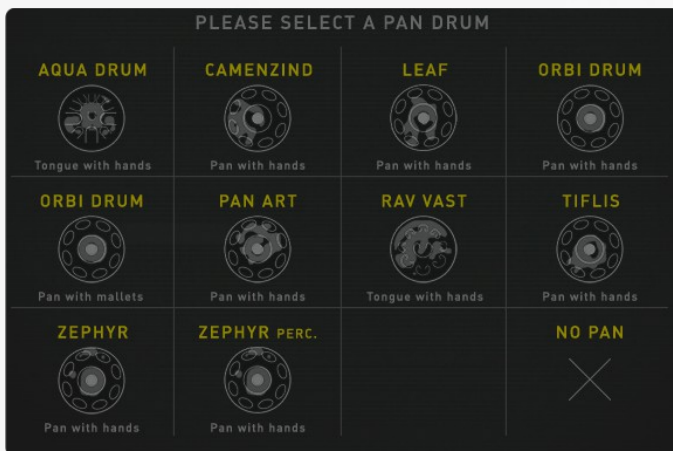 PLEASE SELECT A PAN DRUM
AQUA DRUM
Tongue with hands
CAMENZIND
Pan with hands
LEAF
Pan with hands
ORBI DRUM
Pan with hands
ORBI DRUM
Pan with mallets
PAN ART
Pan with hands
RAV VAST
Tongue with hands
TIFLIS
Pan with hands
ZEPHYR
Pan with hands
ZEPHYR PERC.
Pan with hands
NO PAN